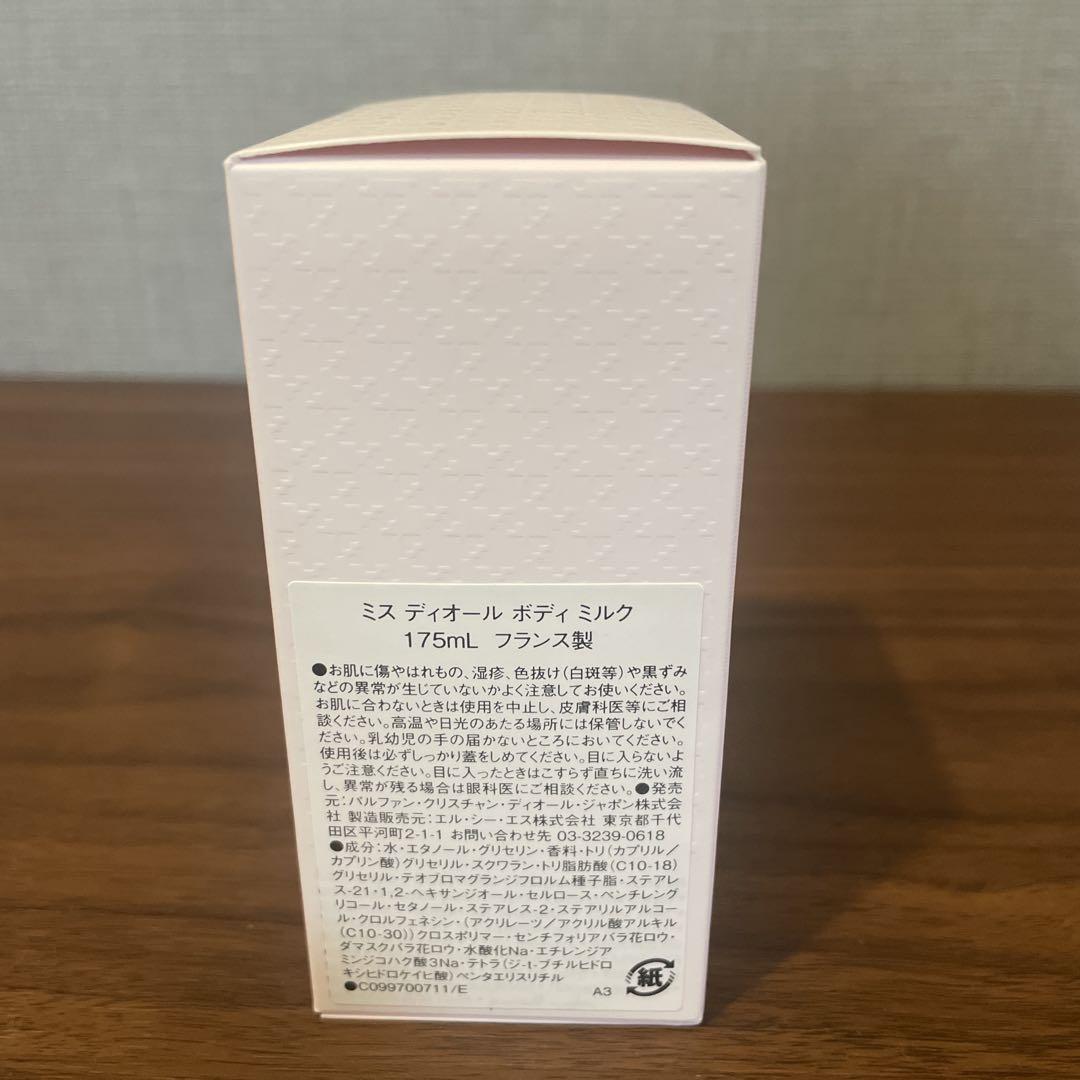 ミス ディオール ボディ ミルク
175mL フランス製
●お肌に傷やはれもの、湿疹、色抜け(白斑等)や黒ずみ
などの異常が生じていないかよく注意してお使いください。
お肌に合わないときは使用を中止し、皮膚科医等にご相
談ください。高温や日光のあたる場所には保管しないでく
ださい。乳幼児の手の届かないところにおいてください。
使用後は必ずしっかり蓋をしめてください。目に入らないよ
うご注意ください。目に入ったときはこすらず直ちに洗い流
し、異常が残る場合は眼科医にご相談ください。●発売
元:パルファン・クリスチャン・ディオール・ジャポン株式会
社 製造販売元:エル・シー・エス株式会社 東京都千代
田区平河町2-1-1 お問い合わせ先 03-3239-0618
●成分:水・エタノール・グリセリン・香料・トリ(カプリル/
カプリン酸)グリセリル・スクワラン・トリ脂肪酸(C10-18)
グリセリル・テオブロマグランジフロルム種子脂・ステアレ
ス-21・1,2-ヘキサンジオール・セルロース・ペンチレング
リコール・セタノール・ステアレス-2・ステアリルアルコー
ル・クロルフェネシン・(アクリレーツ/アクリル酸アルキル
(C10-30))クロスポリマー・センチフォリアバラ花ロウ・
ダマスクバラ花ロウ・水酸化Na・エチレンジア
ミンジコハク酸3Na・テトラ(ジ-t-ブチルヒドロ
キシヒドロケイヒ酸)ペンタエリスリチル
●C099700711/E A3 紙